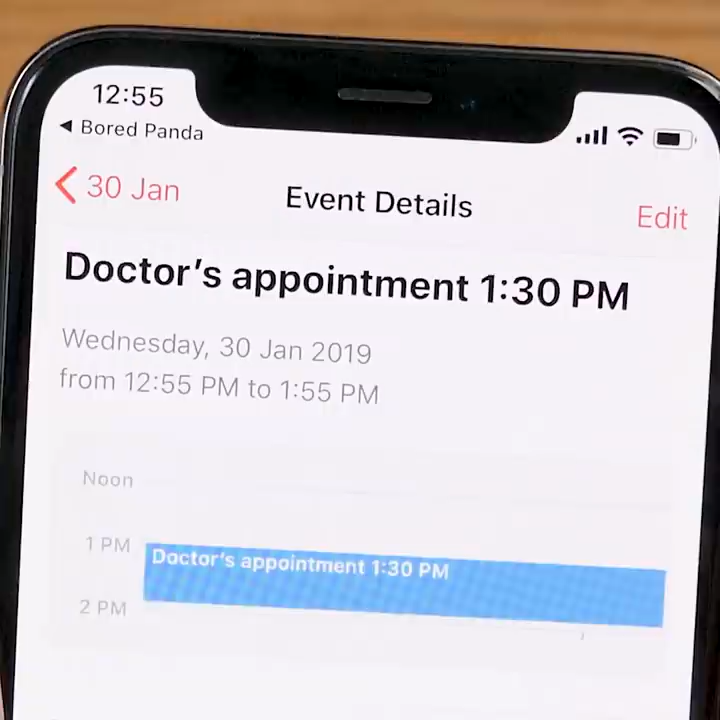 12:55
◀ Bored Panda
30 Jan
Event Details
Edit
Doctor's appointment 1:30 PM
Wednesday, 30 Jan 2019
from 12:55 PM to 1:55 PM
Noon
1 PM
Doctor's appointment 1:30 PM
2 PM